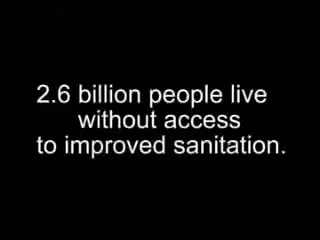 2.6 billion people live
without access
to improved sanitation.